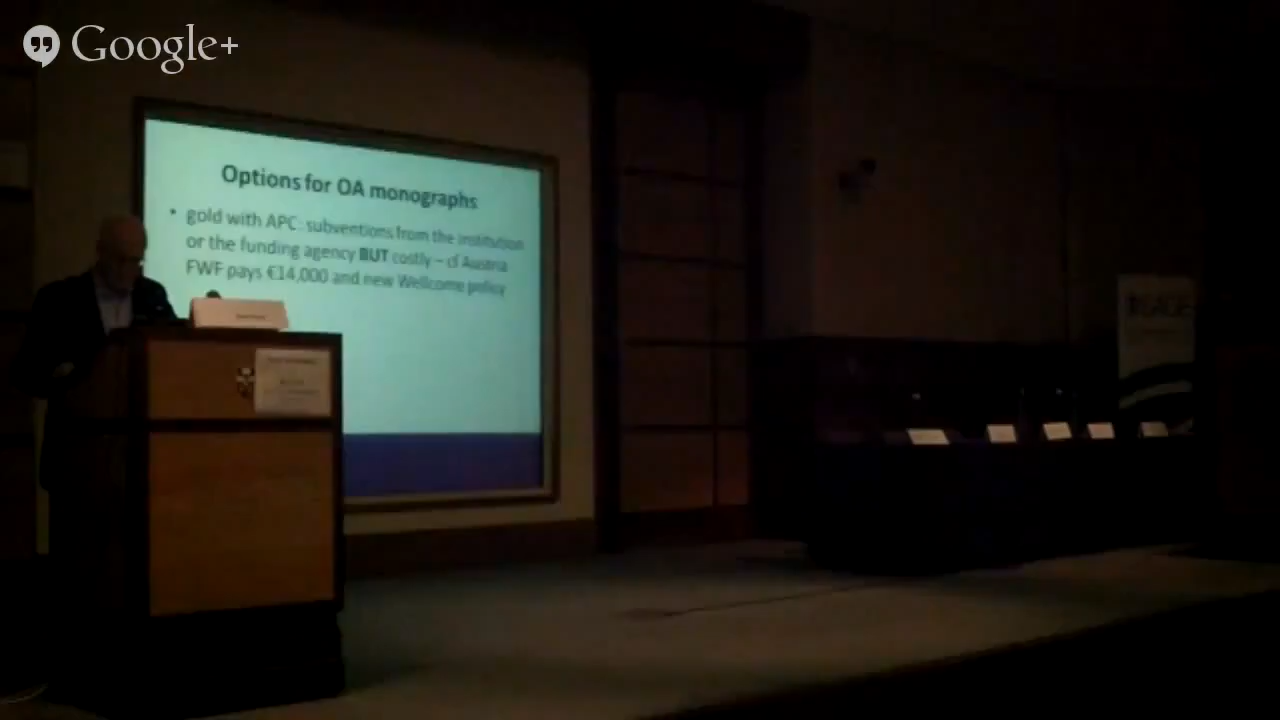 Google+
Options for OA monographs
• gold with APC: subventions from the institution
or the funding agency BUT costly – cf Austria
FWF pays €14,000 and new Wellcome policy